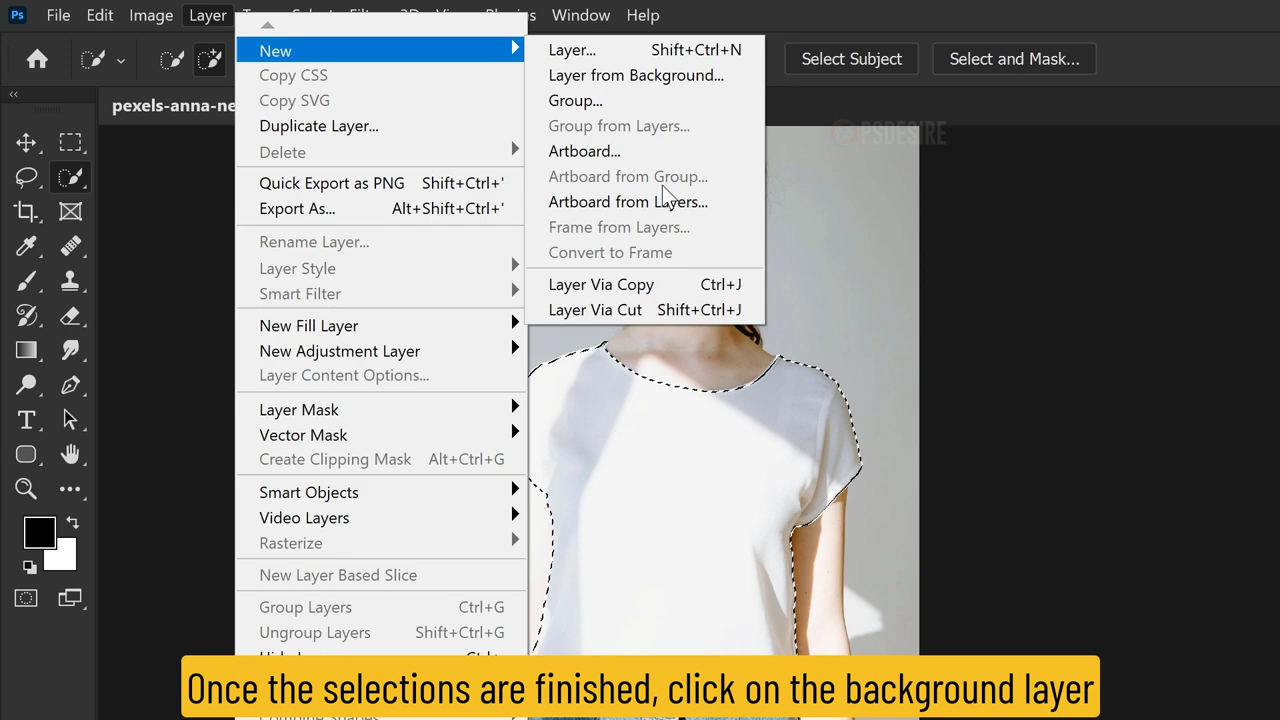 Ps File Edit Image Layer Window Help
Select Subject Select and Mask...
pexels-anna-ne
PSDESIRE
New
Copy CSS
Copy SVG
Duplicate Layer...
Delete
Quick Export as PNG Shift+Ctrl+'
Export As... Alt+Shift+Ctrl+'
Rename Layer...
Layer Style
Smart Filter
New Fill Layer
New Adjustment Layer
Layer Content Options...
Layer Mask
Vector Mask
Create Clipping Mask Alt+Ctrl+G
Smart Objects
Video Layers
Rasterize
New Layer Based Slice
Group Layers Ctrl+G
Ungroup Layers Shift+Ctrl+G
Layer... Shift+Ctrl+N
Layer from Background...
Group...
Group from Layers...
Artboard...
Artboard from Group...
Artboard from Layers...
Frame from Layers...
Convert to Frame
Layer Via Copy Ctrl+J
Layer Via Cut Shift+Ctrl+J
Once the selections are finished, click on the background layer